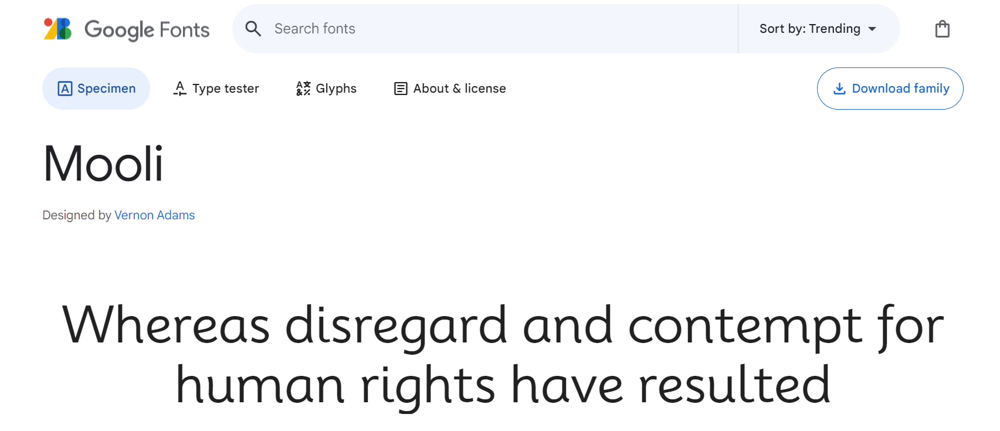 Google Fonts
Search fonts
Sort by: Trending
Specimen
Type tester
Glyphs
About & license
Download family
Mooli
Designed by Vernon Adams
Whereas disregard and contempt for
human rights have resulted